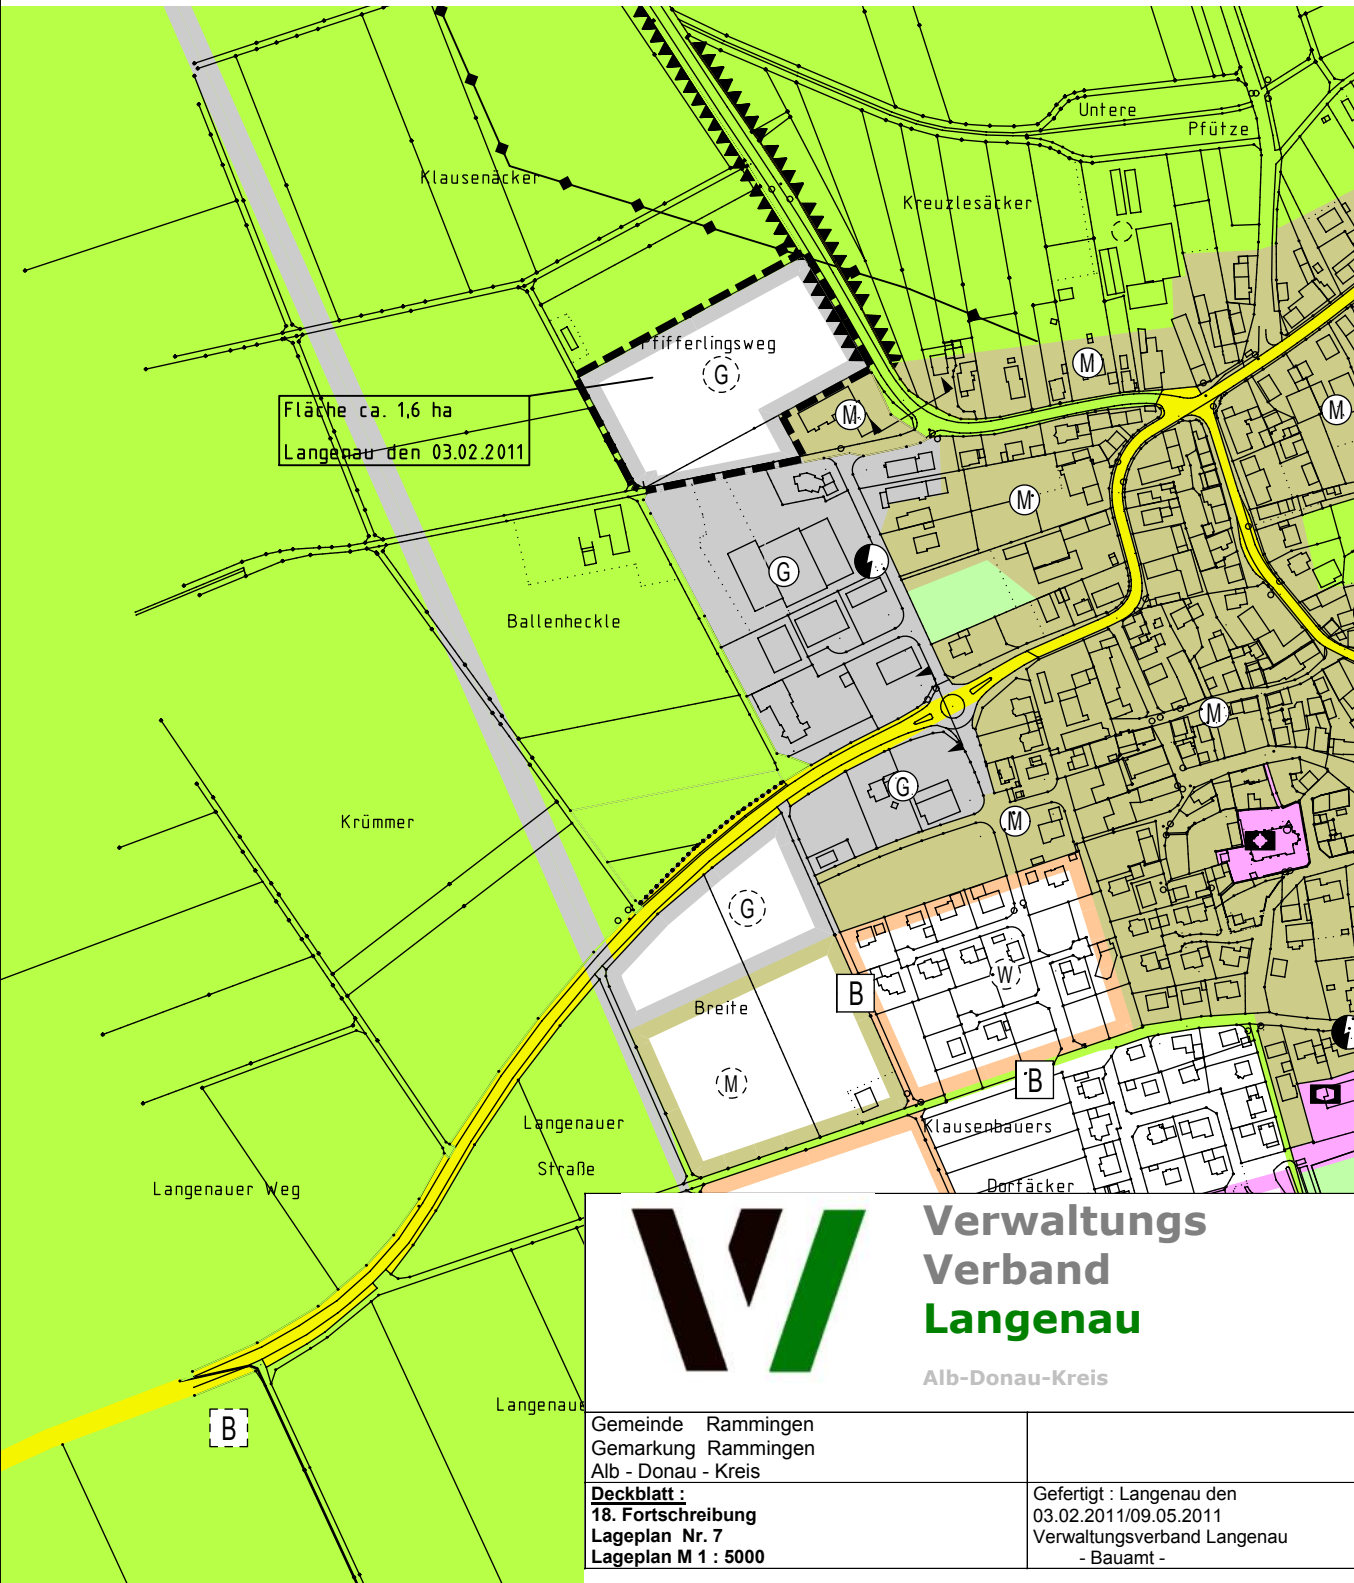 Untere
Pfütze
Klausenäcker
Kreuzlesäcker
Pfifferlingsweg
G
M
M
M
Fläche ca. 1,6 ha
Langenau den 03.02.2011
M
G
Ballenheckle
M
G
Krümmer
M
G
W
B
Breite
M
B
Langenauer
Straße
Klausenbauers
Langenauer Weg
Dorfäcker
B
Verwaltungs
Verband
Langenau
Alb-Donau-Kreis
Gemeinde Rammingen
Gemarkung Rammingen
Alb - Donau - Kreis
Deckblatt :
18. Fortschreibung
Lageplan Nr. 7
Lageplan M 1 : 5000
Gefertigt : Langenau den
03.02.2011/09.05.2011
Verwaltungsverband Langenau
- Bauamt -